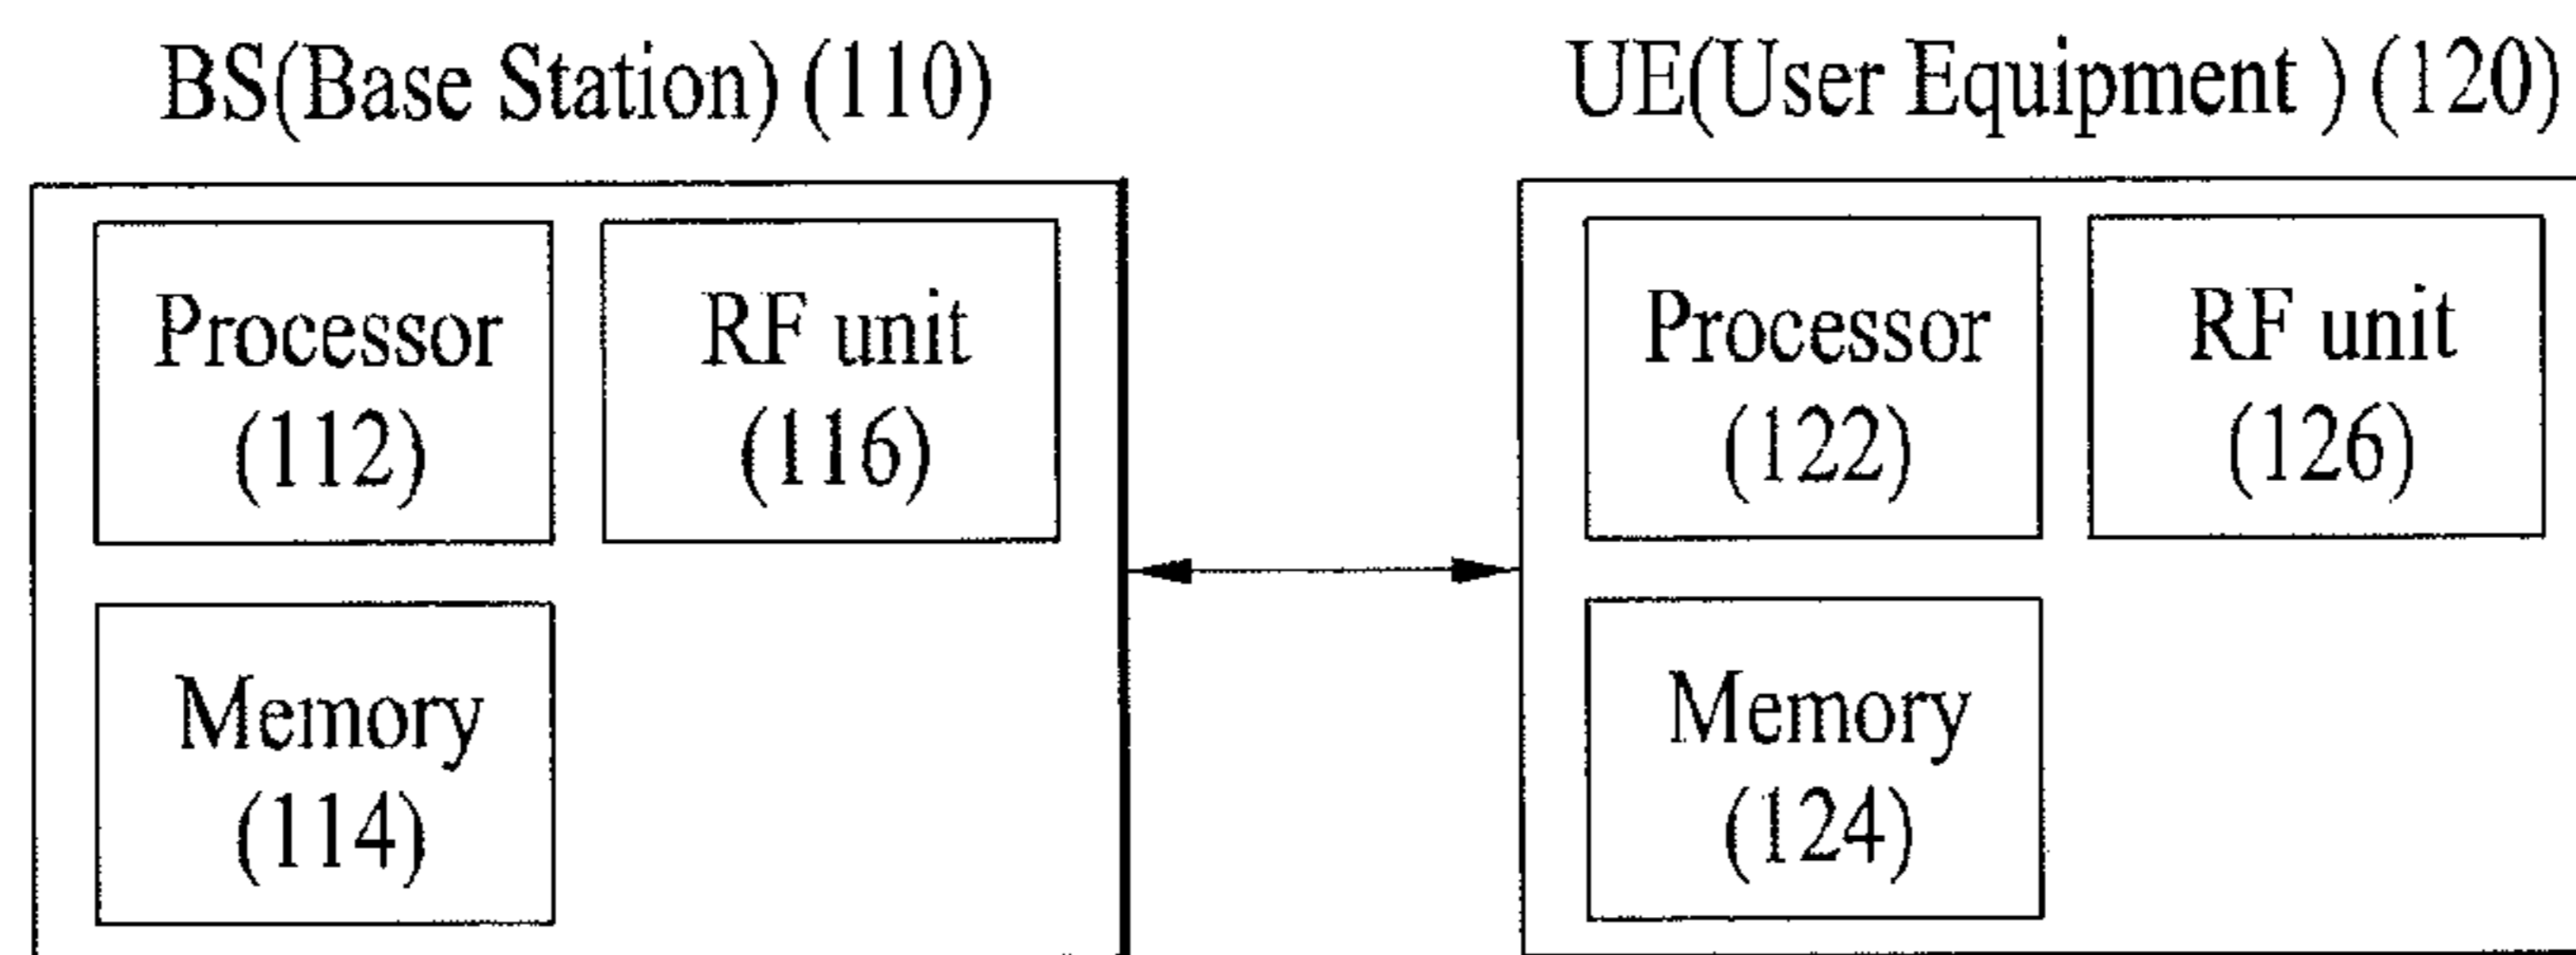 BS(Base Station) (110)
Processor
(112)
RF unit
(116)
Memory
(114)
UE(User Equipment ) (120)
Processor
(122)
RF unit
(126)
Memory
(124)